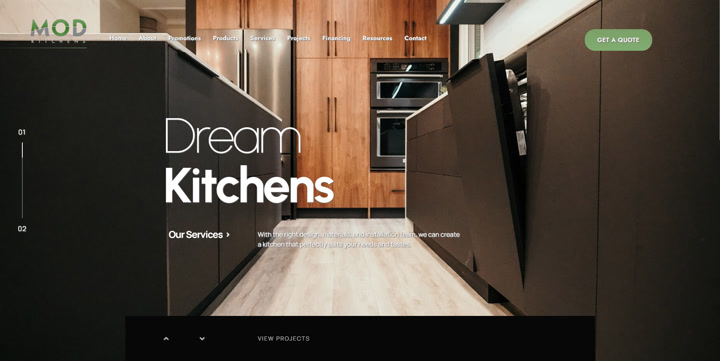 MOD
KITCHENS
Home About Promotions Products Services Projects Financing Resources Contact
GET A QUOTE
01
Dream
Kitchens
02
Our Services ›
With the right design, materials, and installation team, we can create
a kitchen that perfectly suits your needs and tastes.
VIEW PROJECTS